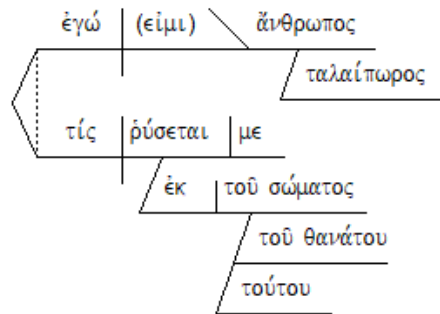 ἐγώ (εἰμι) ἄνθρωπος
ταλαίπωρος
τίς ῥύσεται με
ἐκ τοῦ σώματος
τοῦ θανάτου
τούτου